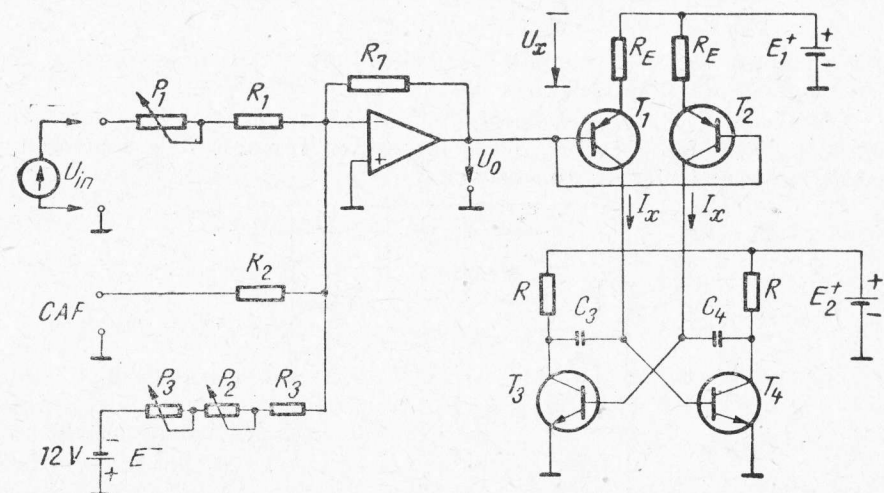 U_x
R_E
R_E
E_1^+
+
-
R_7
P_1
R_1
T_1
T_2
U_in
+
U_0
I_x
I_x
R_2
CAF
R
C_3
C_4
R
E_2^+
+
-
P_3
P_2
R_3
T_3
T_4
12 V
-
+
E^-